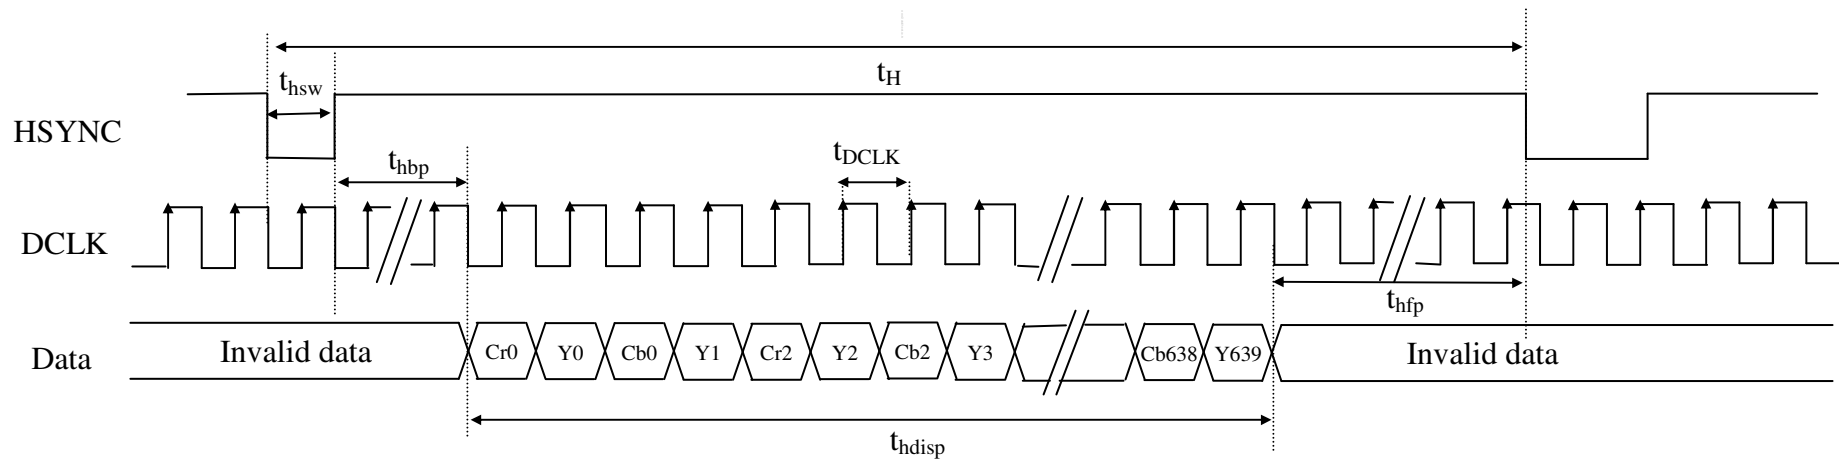 t_H
t_hsw
HSYNC
t_hbp
t_DCLK
DCLK
t_hfp
Data
Invalid data Cr0 Y0 Cb0 Y1 Cr2 Y2 Cb2 Y3 Cb638 Y639 Invalid data
t_hdisp